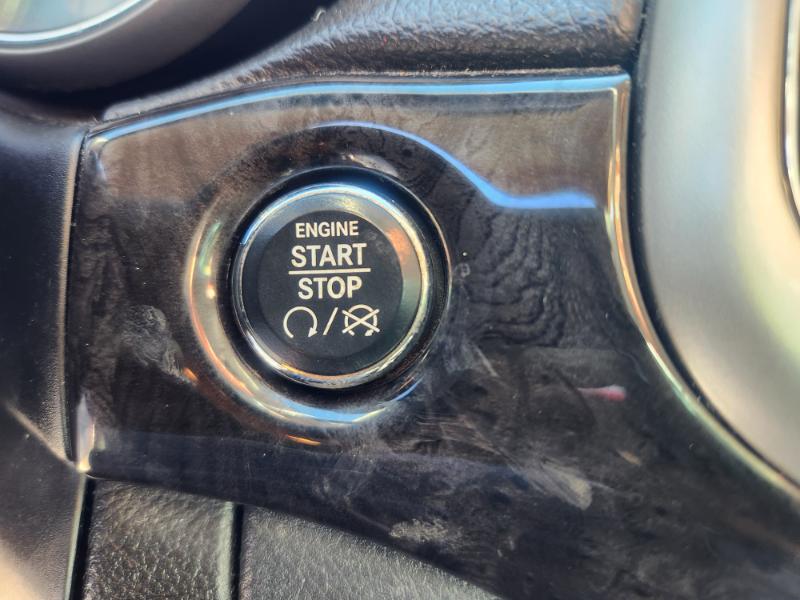 ENGINE
START
STOP
/